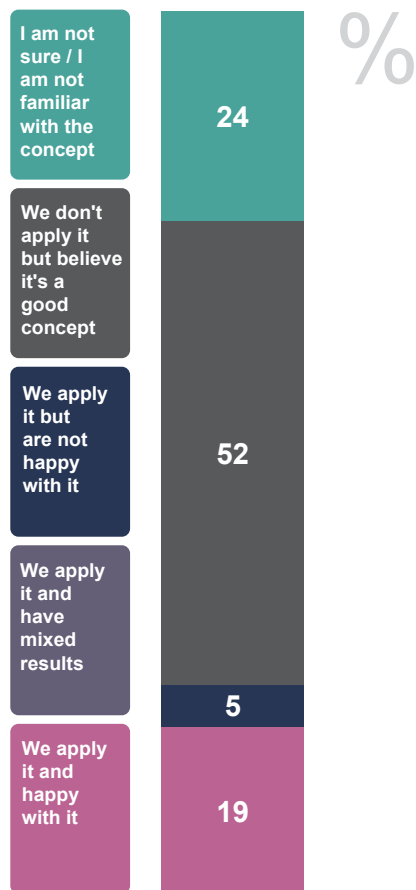 I am not
sure / I
am not
familiar
with the
concept
%
24
We don't
apply it
but believe
it's a
good
concept
52
We apply
it but
are not
happy
with it
We apply
it and
have
mixed
results
5
We apply
it and
happy
with it
19